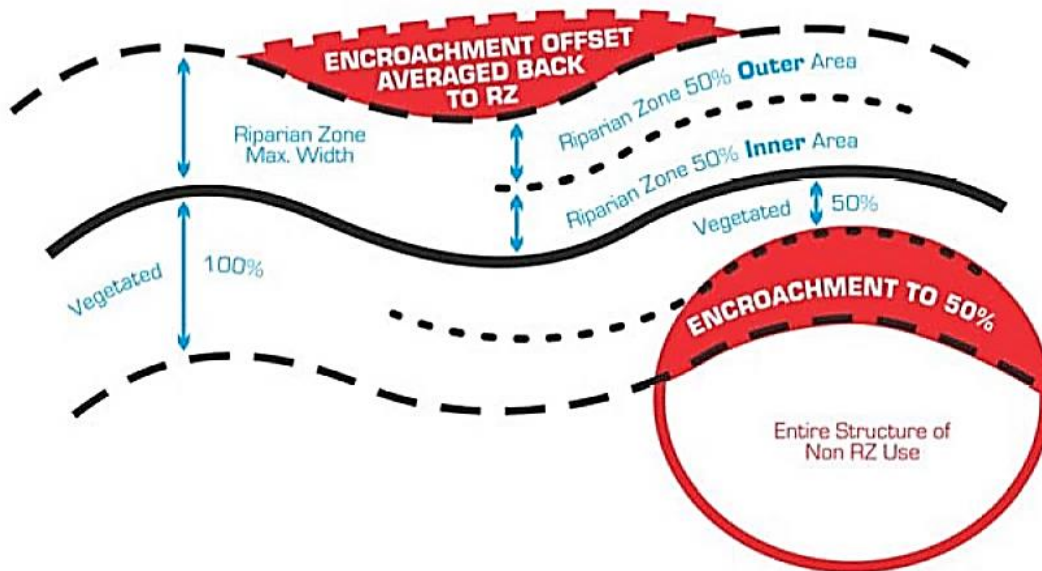 ENCROACHMENT OFFSET
AVERAGED BACK
TO RZ
Riparian Zone
Max. Width
Riparian Zone 50% Outer Area
Riparian Zone 50% Inner Area
Vegetated 50%
Vegetated 100%
ENCROACHMENT TO 50%
Entire Structure of
Non RZ Use